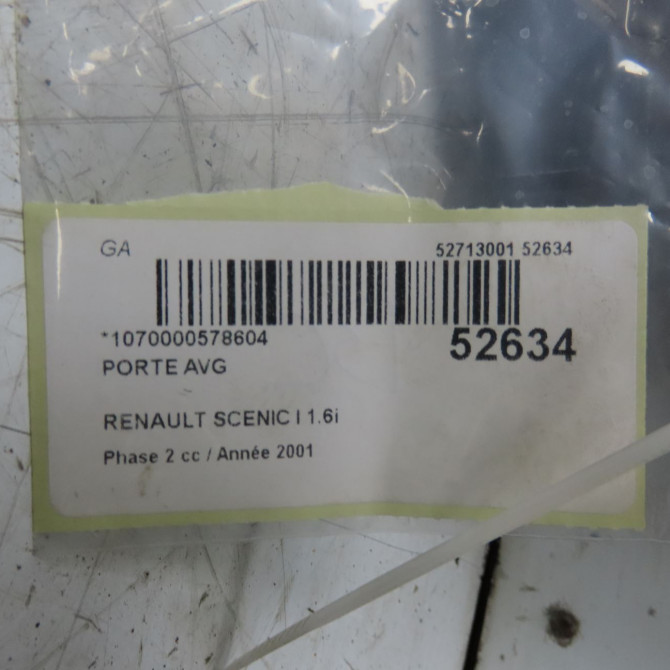 GA 52713001 52634
*1070000578604 52634
PORTE AVG
RENAULT SCENIC I 1.6i
Phase 2 cc / Année 2001